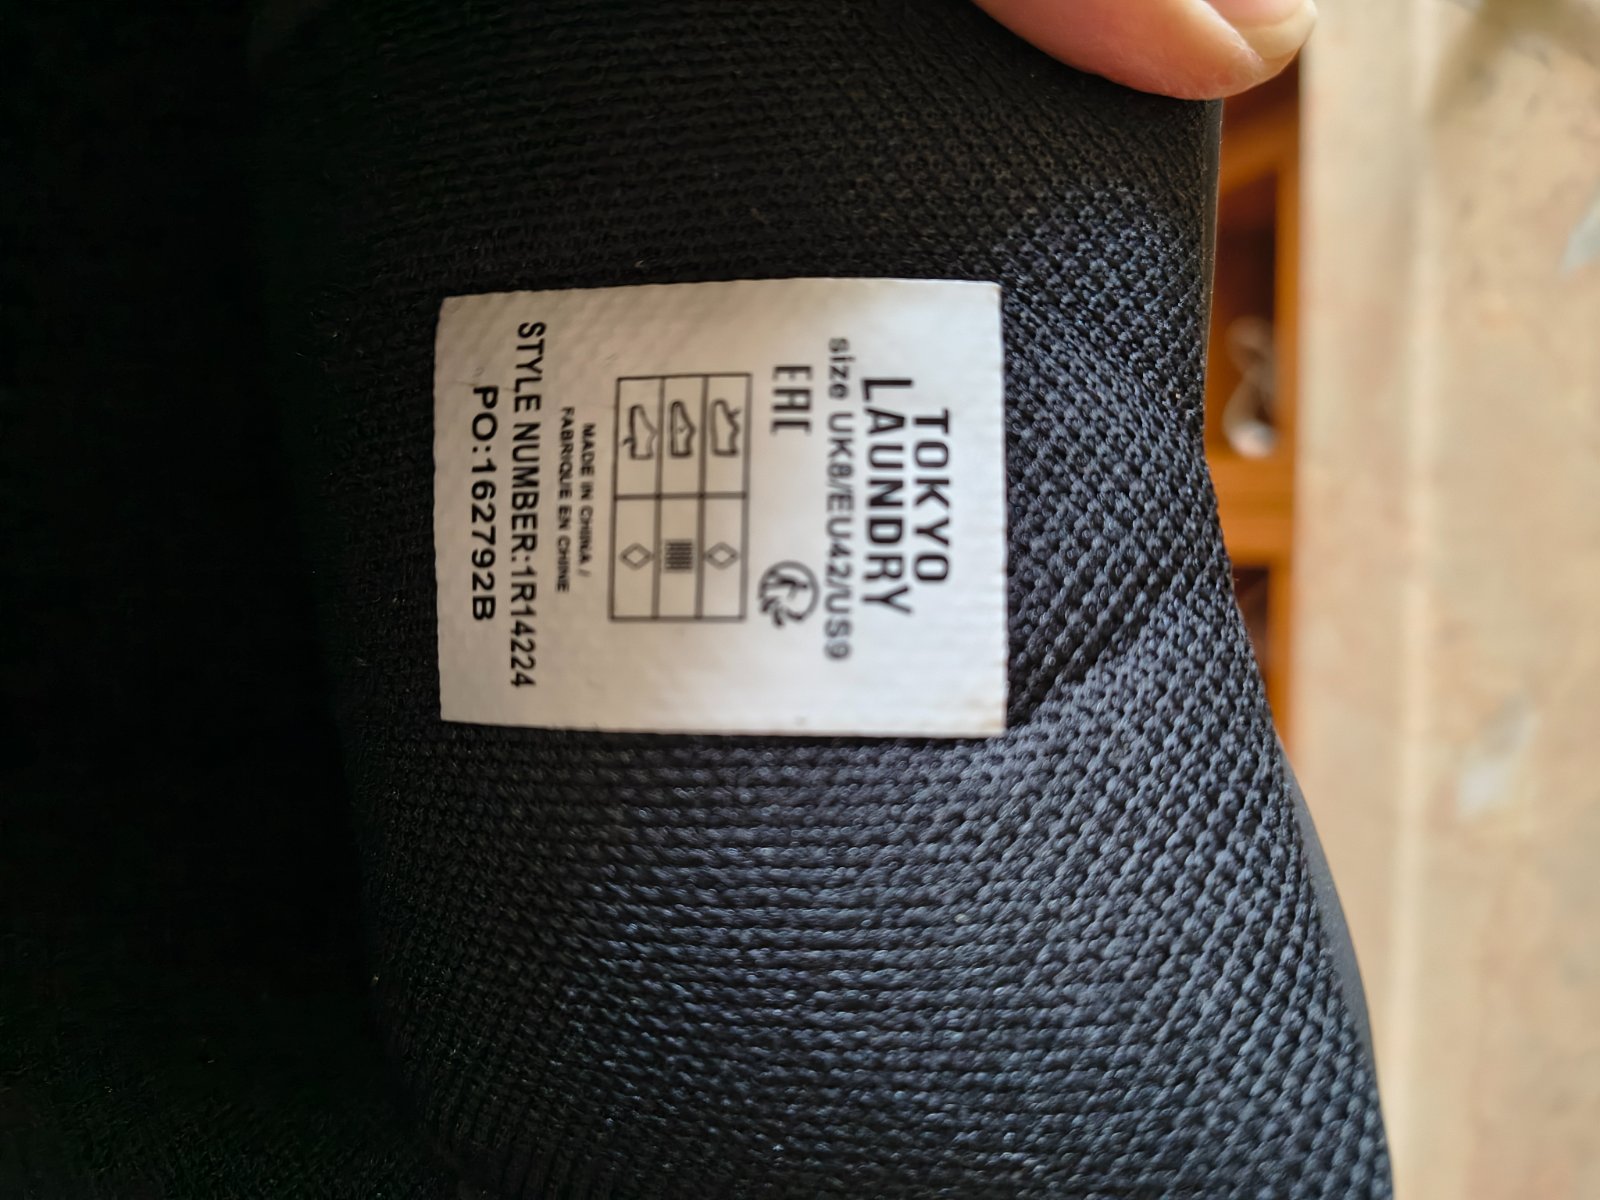 TOKYO
LAUNDRY
size UK8/EU42/US9
EAC
MADE IN CHINA /
FABRIQUE EN CHINE
STYLE NUMBER:1R14224
PO:162792B